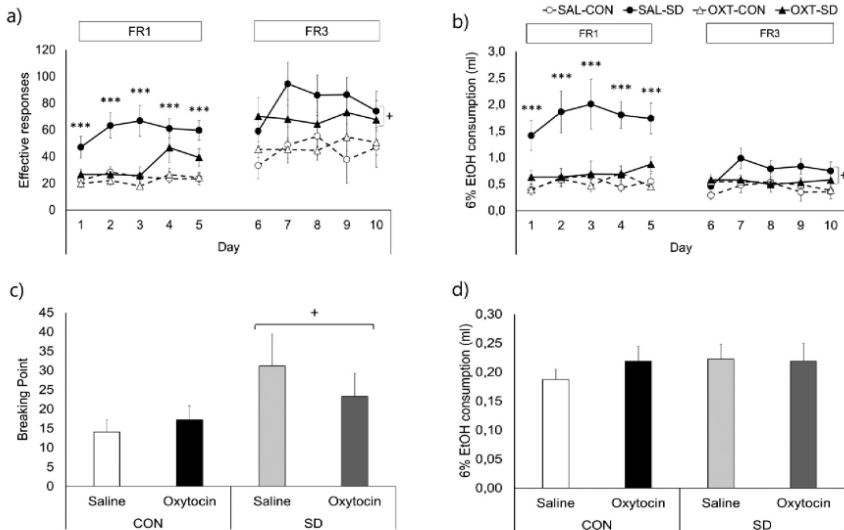 a)
FR1
FR3
Effective responses
120
100
80
60
40
20
0
***
***
***
***
***
+
1 2 3 4 5 6 7 8 9 10
Day
b)
SAL-CON SAL-SD OXT-CON OXT-SD
FR1
FR3
6% EtOH consumption (ml)
3,0
2,5
2,0
1,5
1,0
0,5
0,0
***
***
***
***
***
+
1 2 3 4 5 6 7 8 9 10
Day
c)
Breaking Point
45
40
35
30
25
20
15
10
5
0
+
Saline Oxytocin Saline Oxytocin
CON SD
d)
6% EtOH consumption (ml)
0,30
0,25
0,20
0,15
0,10
0,05
0,00
Saline Oxytocin Saline Oxytocin
CON SD